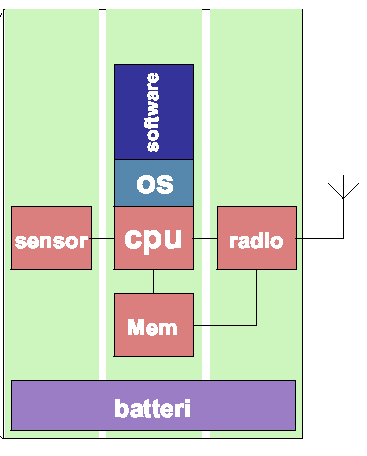 software
os
sensor
cpu
radio
Mem
batteri